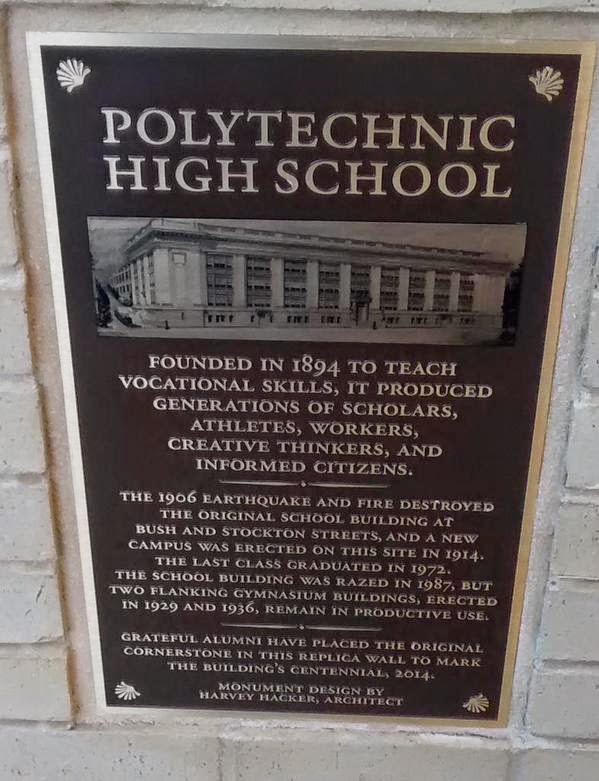 POLYTECHNIC
HIGH SCHOOL
FOUNDED IN 1894 TO TEACH
VOCATIONAL SKILLS, IT PRODUCED
GENERATIONS OF SCHOLARS,
ATHLETES, WORKERS,
CREATIVE THINKERS, AND
INFORMED CITIZENS.
THE 1906 EARTHQUAKE AND FIRE DESTROYED
THE ORIGINAL SCHOOL BUILDING AT
BUSH AND STOCKTON STREETS, AND A NEW
CAMPUS WAS ERECTED ON THIS SITE IN 1914.
THE LAST CLASS GRADUATED IN 1972.
THE SCHOOL BUILDING WAS RAZED IN 1987, BUT
TWO FLANKING GYMNASIUM BUILDINGS, ERECTED
IN 1929 AND 1936, REMAIN IN PRODUCTIVE USE.
GRATEFUL ALUMNI HAVE PLACED THE ORIGINAL
CORNERSTONE IN THIS REPLICA WALL TO MARK
THE BUILDING'S CENTENNIAL, 2014.
MONUMENT DESIGN BY
HARVEY HACKER, ARCHITECT